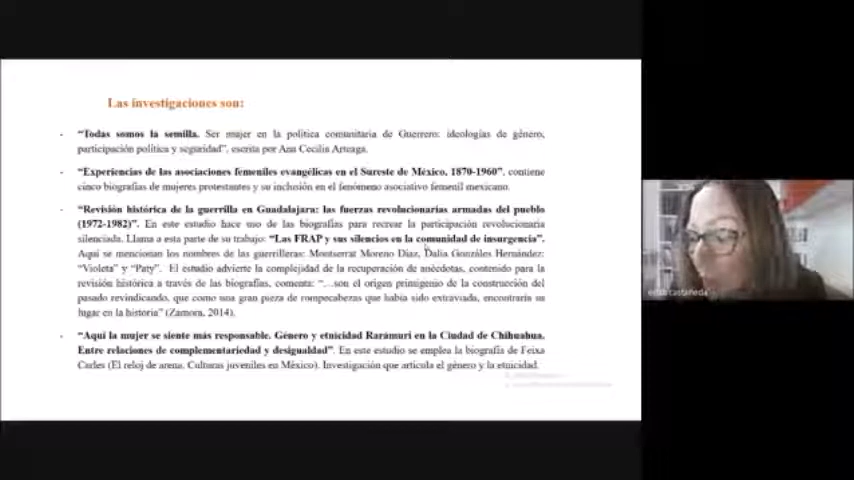 Las investigaciones son:
- “Todas somos la semilla. Ser mujer en la política comunitaria de Guerrero: ideologías de género,
participación política y seguridad”, escrita por Ana Cecilia Arteaga.
- “Experiencias de las asociaciones femeniles evangélicas en el Sureste de México, 1870-1960”, contiene
cinco biografías de mujeres protestantes y su inclusión en el fenómeno asociativo femenil mexicano.
- “Revisión histórica de la guerrilla en Guadalajara: las fuerzas revolucionarias armadas del pueblo
(1972-1982)”. En este estudio hace uso de las biografías para recrear la participación revolucionaria
silenciada. Llama a esta parte de su trabajo: “Las FRAP y sus silencios en la comunidad de insurgencia”.
Aquí se mencionan los nombres de las guerrilleras: Montserrat Moreno Díaz, Dalia Gonzáles Hernández:
“Violeta” y “Paty”. El estudio advierte la complejidad de la recuperación de anécdotas, contenido para la
revisión histórica a través de las biografías, comenta: “…son el origen primigenio de la construcción del
pasado revindicando, que como una gran pieza de rompecabezas que había sido extraviada, encontraría su
lugar en la historia” (Zamora, 2014).
- “Aquí la mujer se siente más responsable. Género y etnicidad Rarámuri en la Ciudad de Chihuahua.
Entre relaciones de complementariedad y desigualdad”. En este estudio se emplea la biografía de Feixa
Carles (El reloj de arena. Culturas juveniles en México). Investigación que articula el género y la etnicidad.